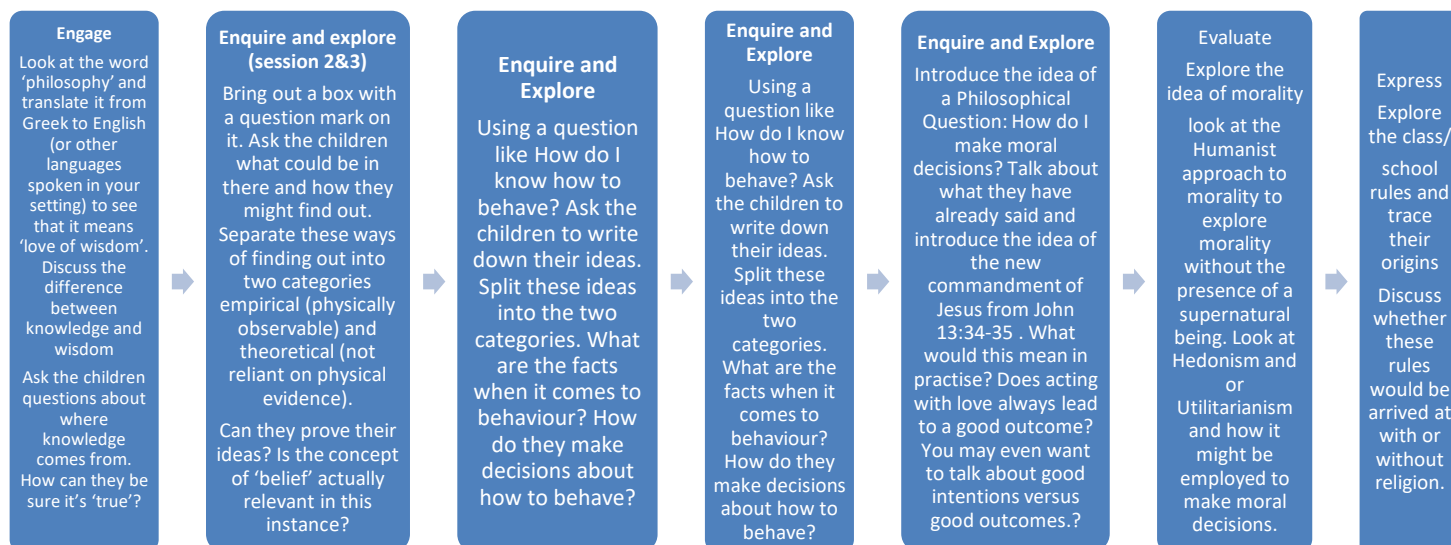 Engage
Look at the word
‘philosophy’ and
translate it from
Greek to English
(or other
languages
spoken in your
setting) to see
that it means
‘love of wisdom’.
Discuss the
difference
between
knowledge and
wisdom
Ask the children
questions about
where
knowledge
comes from.
How can they be
sure it’s ‘true’?
Enquire and explore
(session 2&3)
Bring out a box with
a question mark on
it. Ask the children
what could be in
there and how they
might find out.
Separate these ways
of finding out into
two categories
empirical (physically
observable) and
theoretical (not
reliant on physical
evidence).
Can they prove their
ideas? Is the concept
of ‘belief’ actually
relevant in this
instance?
Enquire and
Explore
Using a question
like How do I
know how to
behave? Ask the
children to write
down their ideas.
Split these ideas
into the two
categories. What
are the facts
when it comes to
behaviour? How
do they make
decisions about
how to behave?
Enquire and
Explore
Using a
question like
How do I know
how to
behave? Ask
the children to
write down
their ideas.
Split these
ideas into the
two
categories.
What are the
facts when it
comes to
behaviour?
How do they
make decisions
about how to
behave?
Enquire and Explore
Introduce the idea of
a Philosophical
Question: How do I
make moral
decisions? Talk about
what they have
already said and
introduce the idea of
the new
commandment of
Jesus from John
13:34-35 . What
would this mean in
practise? Does acting
with love always lead
to a good outcome?
You may even want
to talk about good
intentions versus
good outcomes.?
Evaluate
Explore the
idea of morality
look at the
Humanist
approach to
morality to
explore
morality
without the
presence of a
supernatural
being. Look at
Hedonism and
or
Utilitarianism
and how it
might be
employed to
make moral
decisions.
Express
Explore
the class/
school
rules and
trace
their
origins
Discuss
whether
these
rules
would be
arrived at
with or
without
religion.